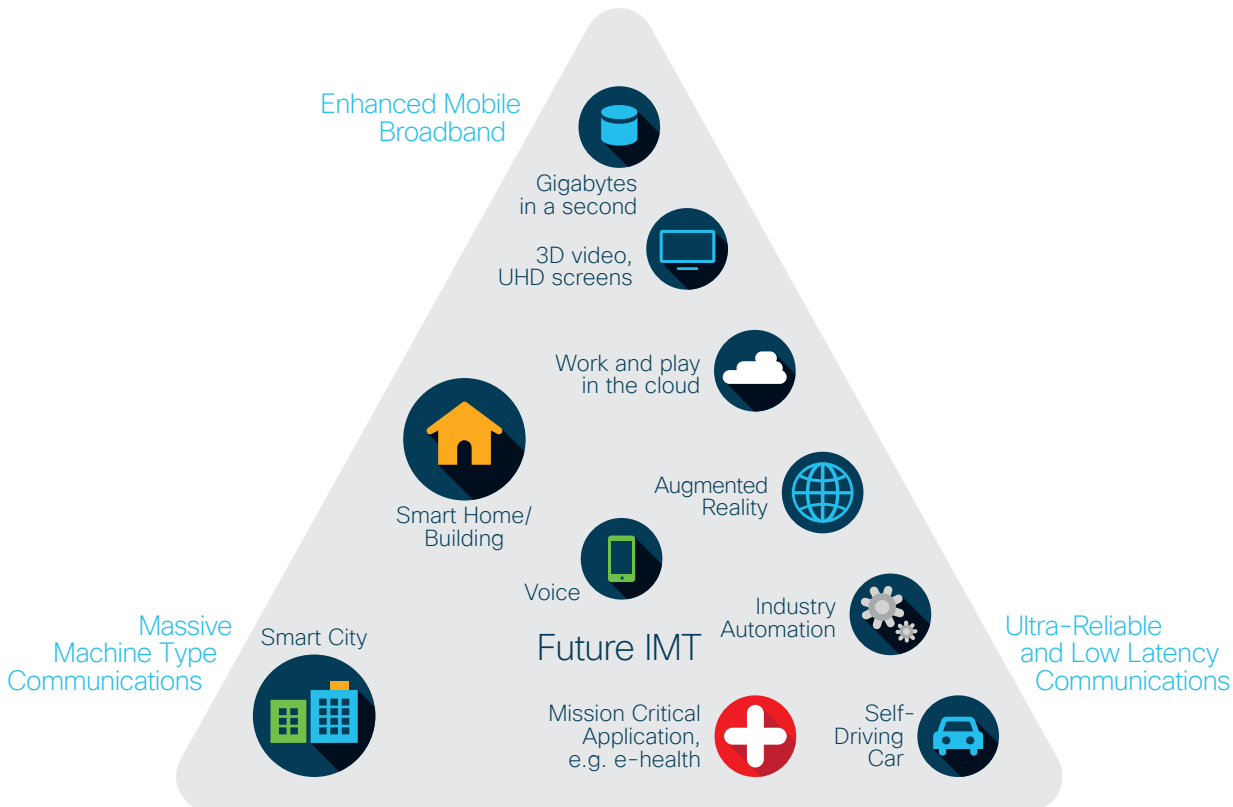 Enhanced Mobile
Broadband
Gigabytes
in a second
3D video,
UHD screens
Work and play
in the cloud
Smart Home/
Building
Augmented
Reality
Voice
Industry
Automation
Massive
Machine Type
Communications
Smart City
Future IMT
Ultra-Reliable
and Low Latency
Communications
Mission Critical
Application,
e.g. e-health
Self-
Driving
Car